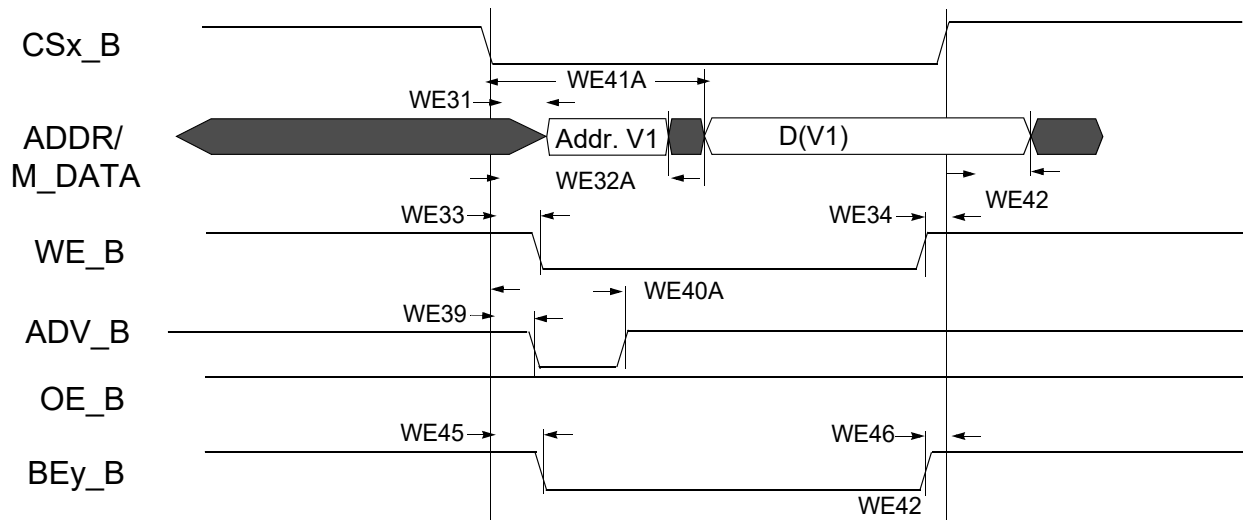 CSx_B
WE41A
WE31
ADDR/
M_DATA
Addr. V1
D(V1)
WE32A
WE42
WE33
WE34
WE_B
WE40A
WE39
ADV_B
OE_B
WE45
WE46
BEy_B
WE42